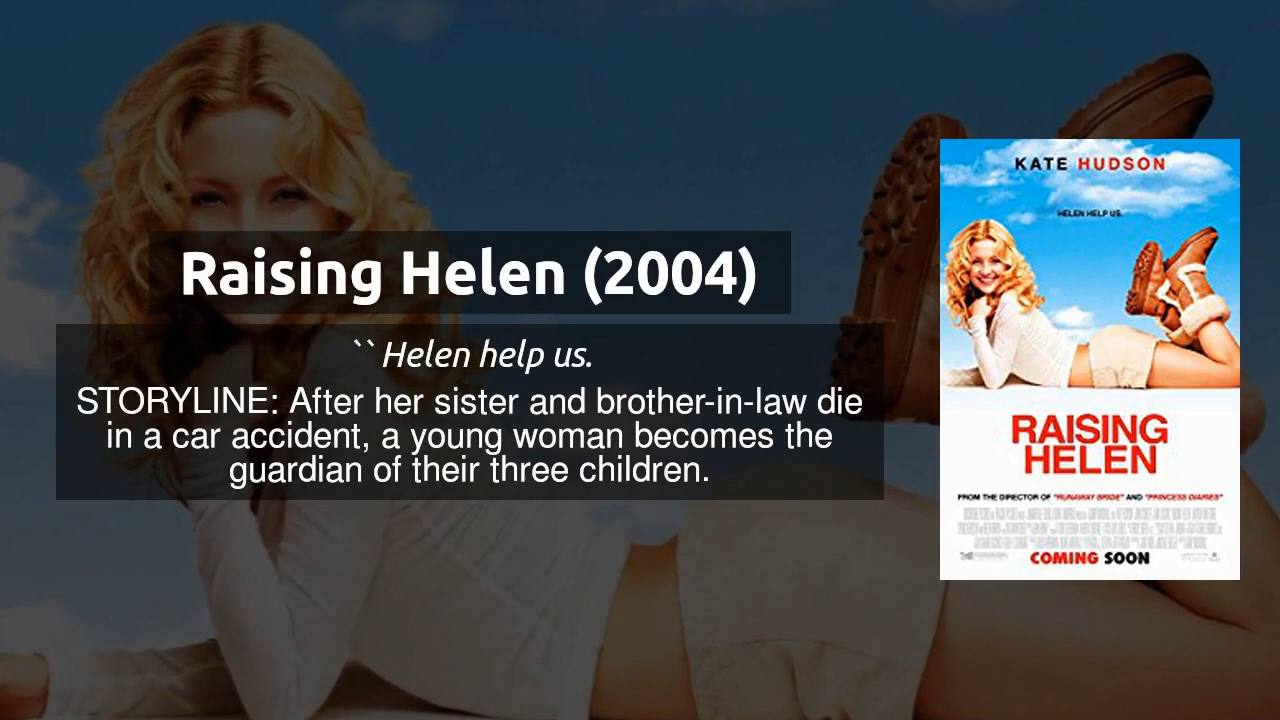 Raising Helen (2004)
`` Helen help us.
STORYLINE: After her sister and brother-in-law die
in a car accident, a young woman becomes the
guardian of their three children.
KATE HUDSON
HELEN HELP US.
RAISING
HELEN
FROM THE DIRECTOR OF "RUNAWAY BRIDE" AND "PRINCESS DIARIES"
COMING SOON